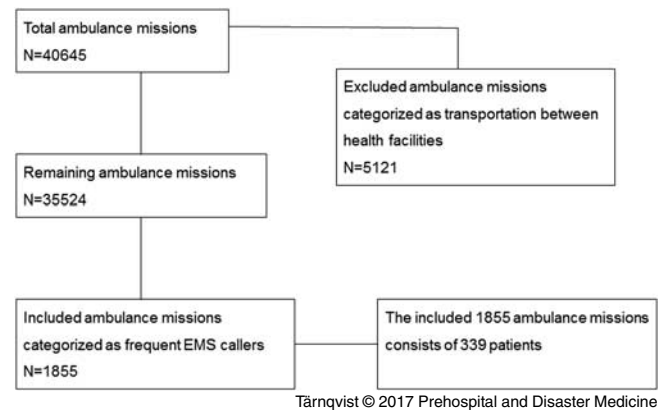 Total ambulance missions
N=40645
Excluded ambulance missions
categorized as transportation between
health facilities
N=5121
Remaining ambulance missions
N=35524
Included ambulance missions
categorized as frequent EMS callers
N=1855
The included 1855 ambulance missions
consists of 339 patients
Tärnqvist © 2017 Prehospital and Disaster Medicine